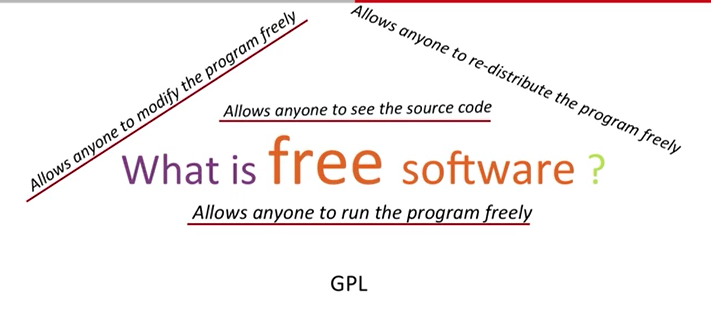 Allows anyone to modify the program freely
Allows anyone to re-distribute the program freely
Allows anyone to see the source code
What is free software ?
Allows anyone to run the program freely
GPL